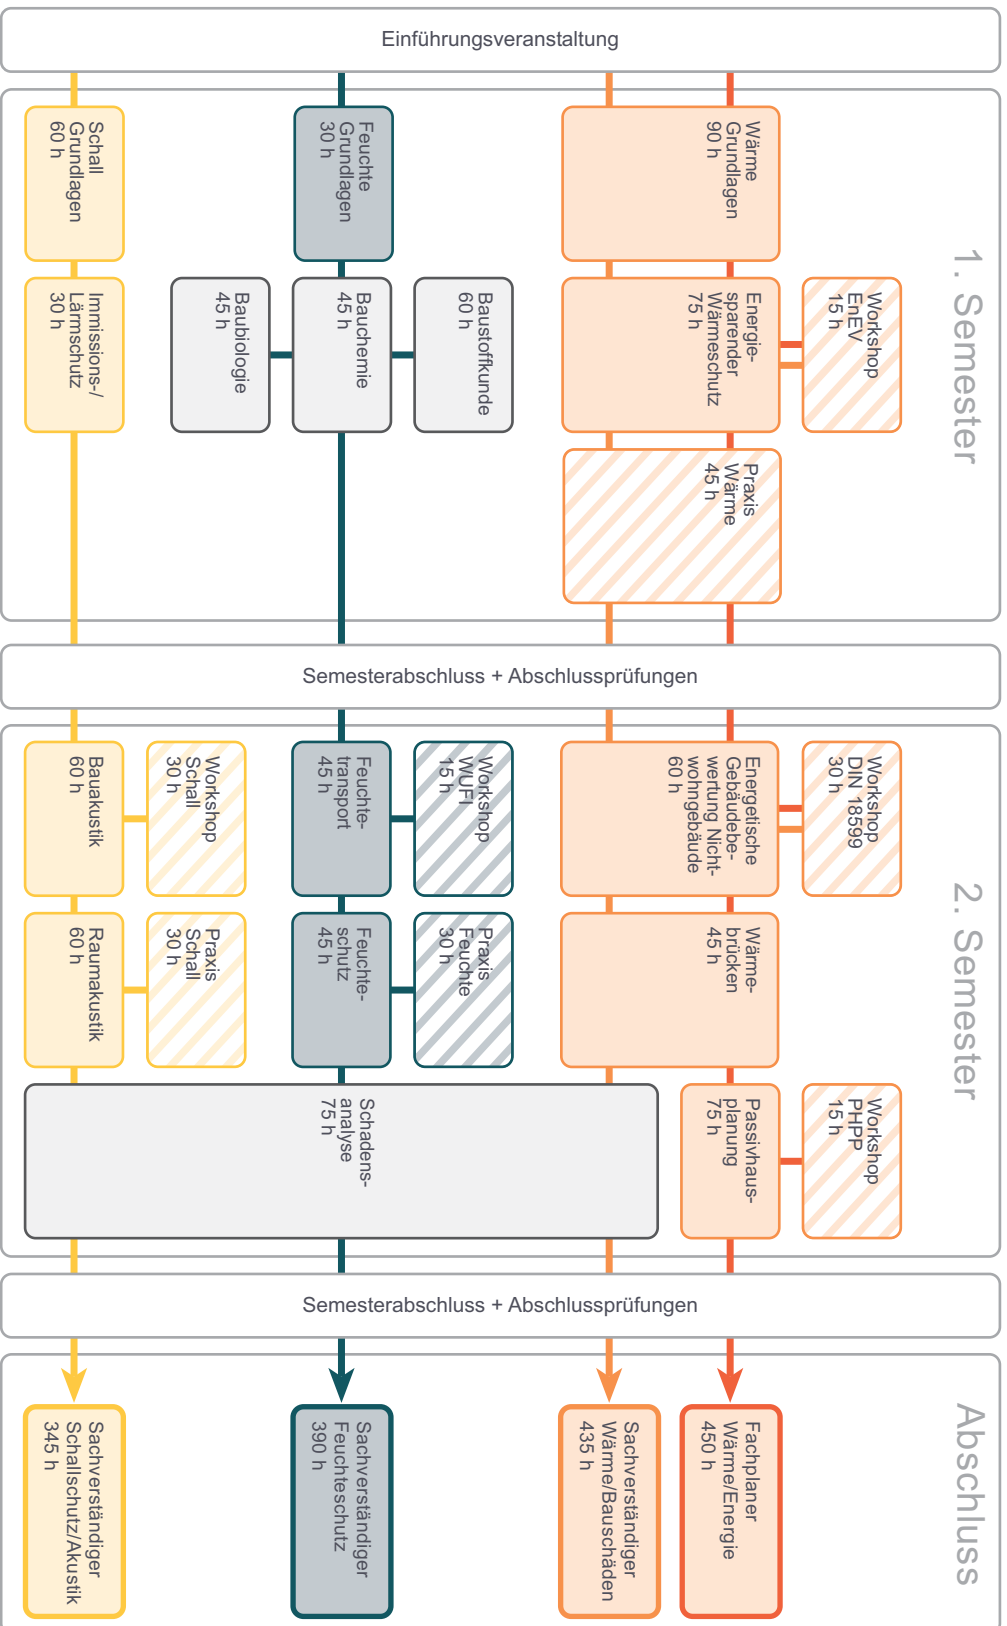 Einführungsveranstaltung
1. Semester
Workshop
EnEV
15 h
Wärme
Grundlagen
90 h
Energie-
sparender
Wärmeschutz
75 h
Praxis
Wärme
45 h
Baustoffkunde
60 h
Feuchte
Grundlagen
30 h
Bauchemie
45 h
Baubiologie
45 h
Schall
Grundlagen
60 h
Immissions-/
Lärmschutz
30 h
Semesterabschluss + Abschlussprüfungen
2. Semester
Workshop
DIN 18599
30 h
Workshop
PHPP
15 h
Energetische
Gebäudebe-
wertung Nicht-
wohngebäude
60 h
Wärme-
brücken
45 h
Passivhaus-
planung
75 h
Workshop
WUFI
15 h
Praxis
Feuchte
30 h
Feuchte-
transport
45 h
Feuchte-
schutz
45 h
Schadens-
analyse
75 h
Workshop
Schall
30 h
Praxis
Schall
30 h
Bauakustik
60 h
Raumakustik
60 h
Semesterabschluss + Abschlussprüfungen
Abschluss
Fachplaner
Wärme/Energie
450 h
Sachverständiger
Wärme/Bauschäden
435 h
Sachverständiger
Feuchteschutz
390 h
Sachverständiger
Schallschutz/Akustik
345 h